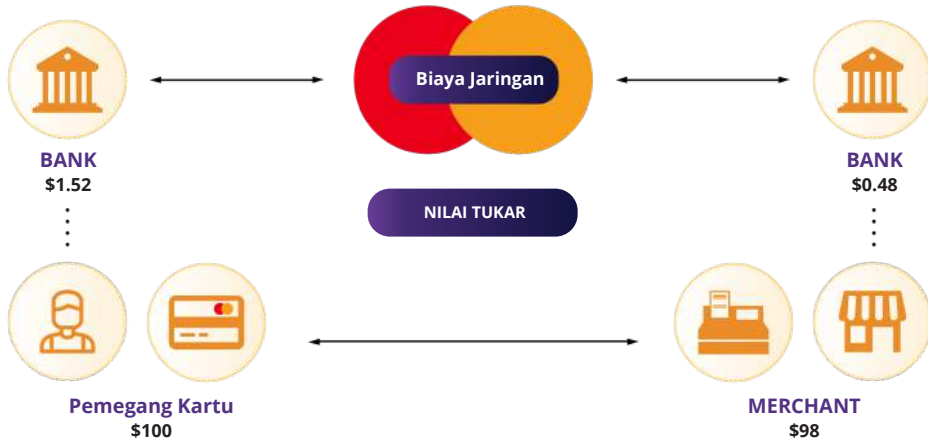 Biaya Jaringan
BANK
$1.52
BANK
$0.48
NILAI TUKAR
Pemegang Kartu
$100
MERCHANT
$98